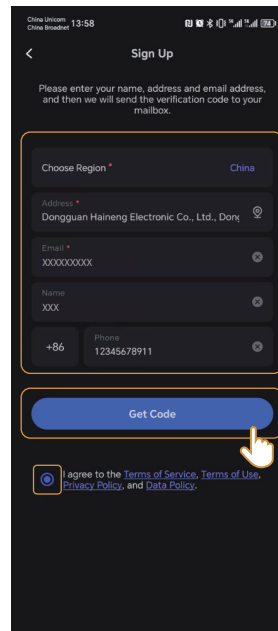 China Unicom 13:58
China Broadnet
Sign Up
Please enter your name, address and email address,
and then we will send the verification code to your
mailbox.
Choose Region * China
Address *
Dongguan Haineng Electronic Co., Ltd., Dong
Email *
XXXXXXXXX
Name
XXX
+86
Phone
12345678911
Get Code
I agree to the Terms of Service, Terms of Use,
Privacy Policy, and Data Policy.